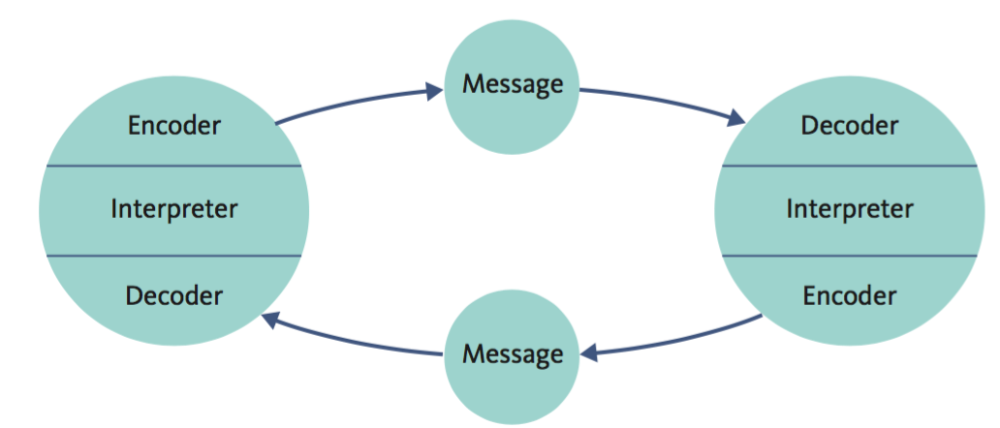 Message
Encoder
Interpreter
Decoder
Decoder
Interpreter
Encoder
Message